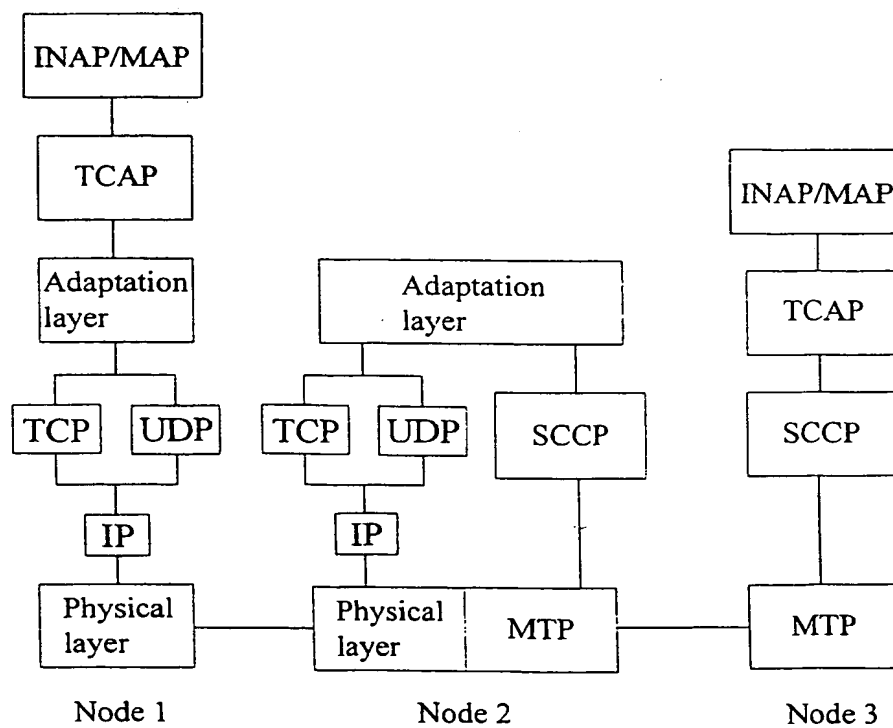 INAP/MAP
TCAP
Adaptation
layer
TCP
UDP
IP
Physical
layer
Node 1
Adaptation
layer
TCP
UDP
SCCP
IP
Physical
layer
MTP
Node 2
INAP/MAP
TCAP
SCCP
MTP
Node 3